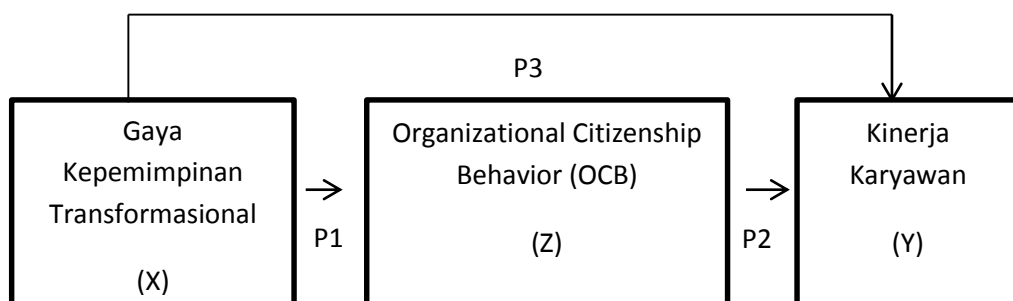 P3
Gaya
Kepemimpinan
Transformasional
(X)
P1
Organizational Citizenship
Behavior (OCB)
(Z)
P2
Kinerja
Karyawan
(Y)